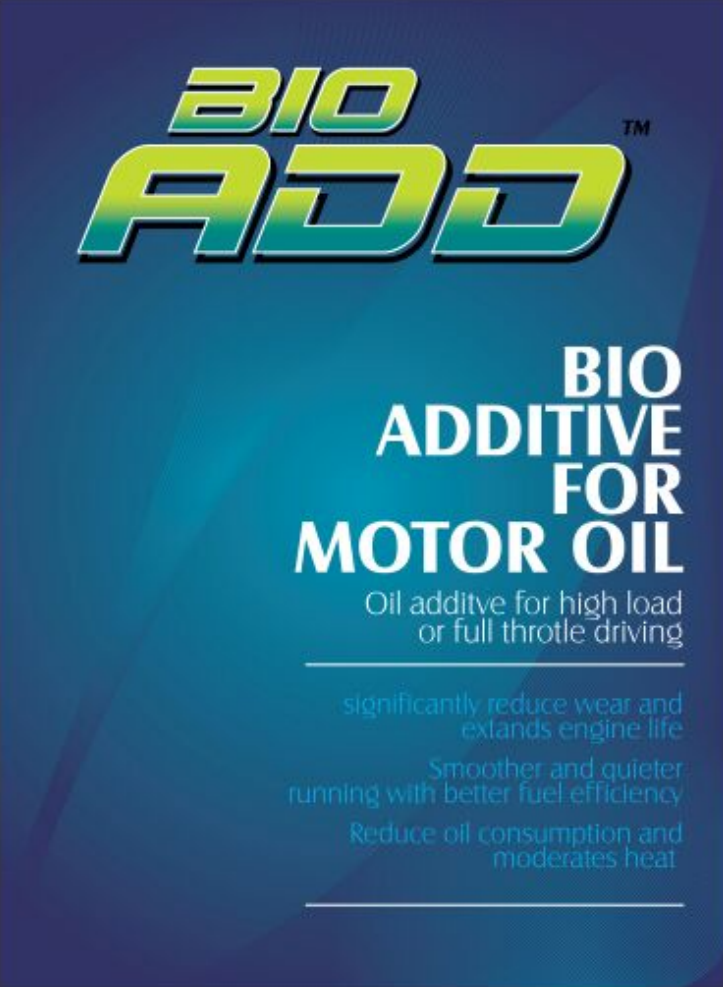 BIO
ADD
TM
BIO
ADDITIVE
FOR
MOTOR OIL
Oil additve for high load
or full throtle driving
significantly reduce wear and
extands engine life
Smoother and quieter
running with better fuel efficiency
Reduce oil consumption and
moderates heat